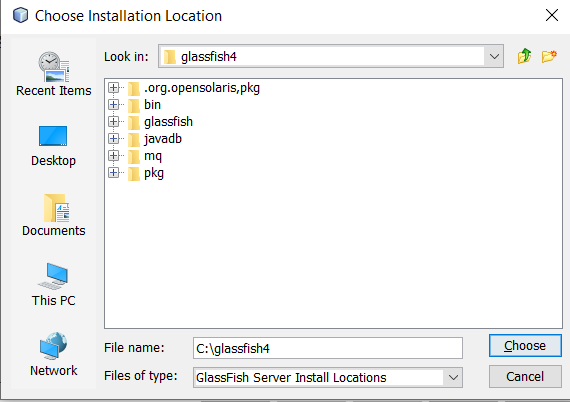 Choose Installation Location
Look in: glassfish4
Recent Items
Desktop
Documents
This PC
Network
.org.opensolaris,pkg
bin
glassfish
javadb
mq
pkg
File name: C:\glassfish4 Choose
Files of type: GlassFish Server Install Locations Cancel